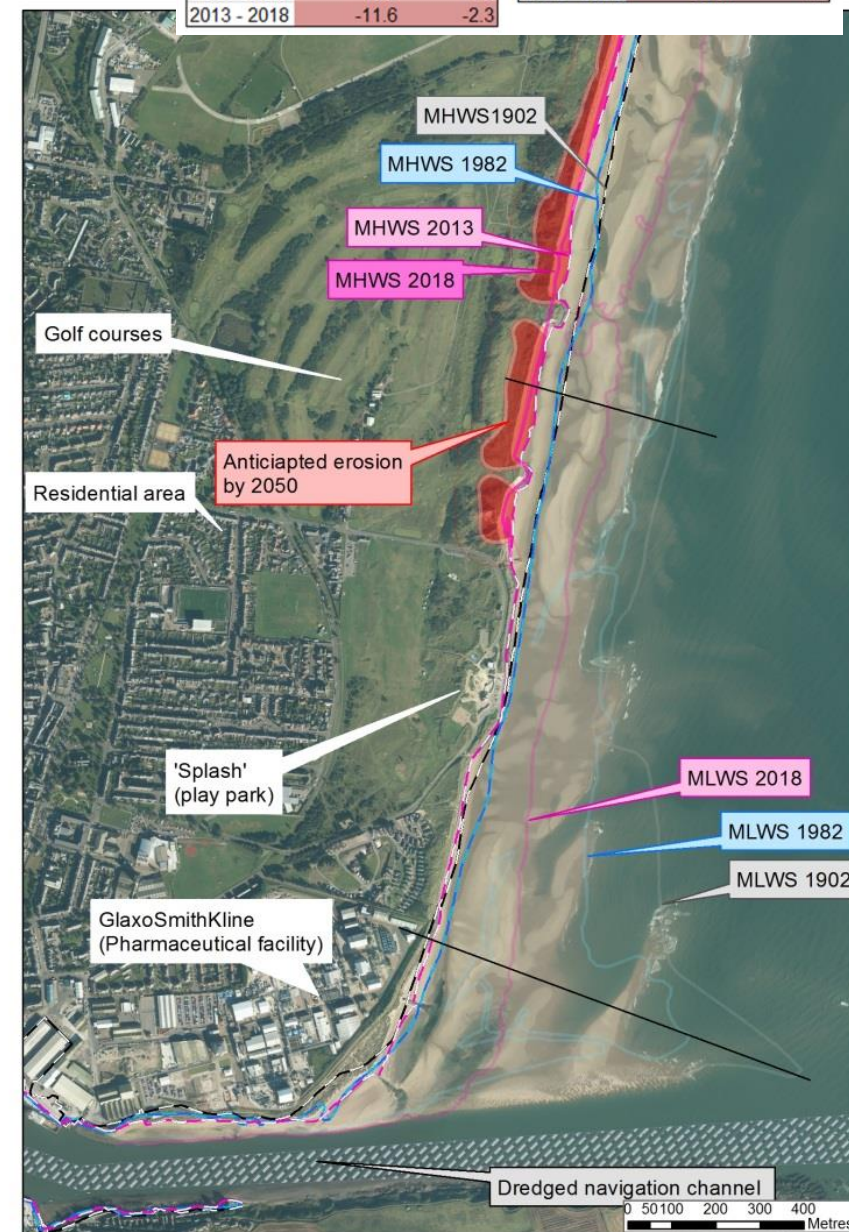 2013 - 2018 -11.6 -2.3
MHWS1902
MHWS 1982
MHWS 2013
MHWS 2018
Golf courses
Anticiapted erosion
by 2050
Residential area
'Splash'
(play park)
MLWS 2018
MLWS 1982
MLWS 1902
GlaxoSmithKline
(Pharmaceutical facility)
Dredged navigation channel
0 50100 200 300 400
Metres